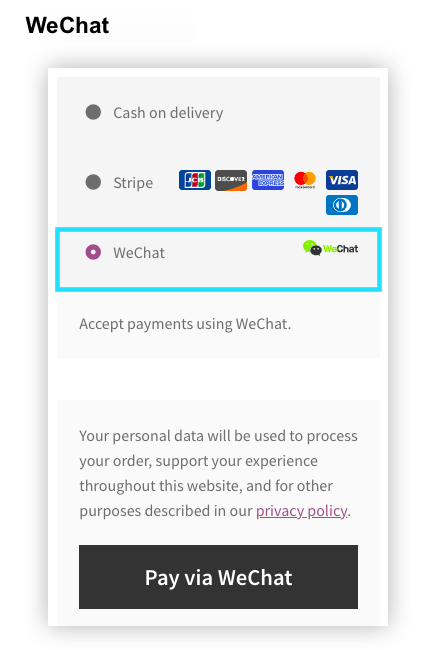 WeChat
Cash on delivery
Stripe JCB DISCOVER AMERICAN EXPRESS mastercard VISA
WeChat WeChat
Accept payments using WeChat.
Your personal data will be used to process
your order, support your experience
throughout this website, and for other
purposes described in our privacy policy.
Pay via WeChat